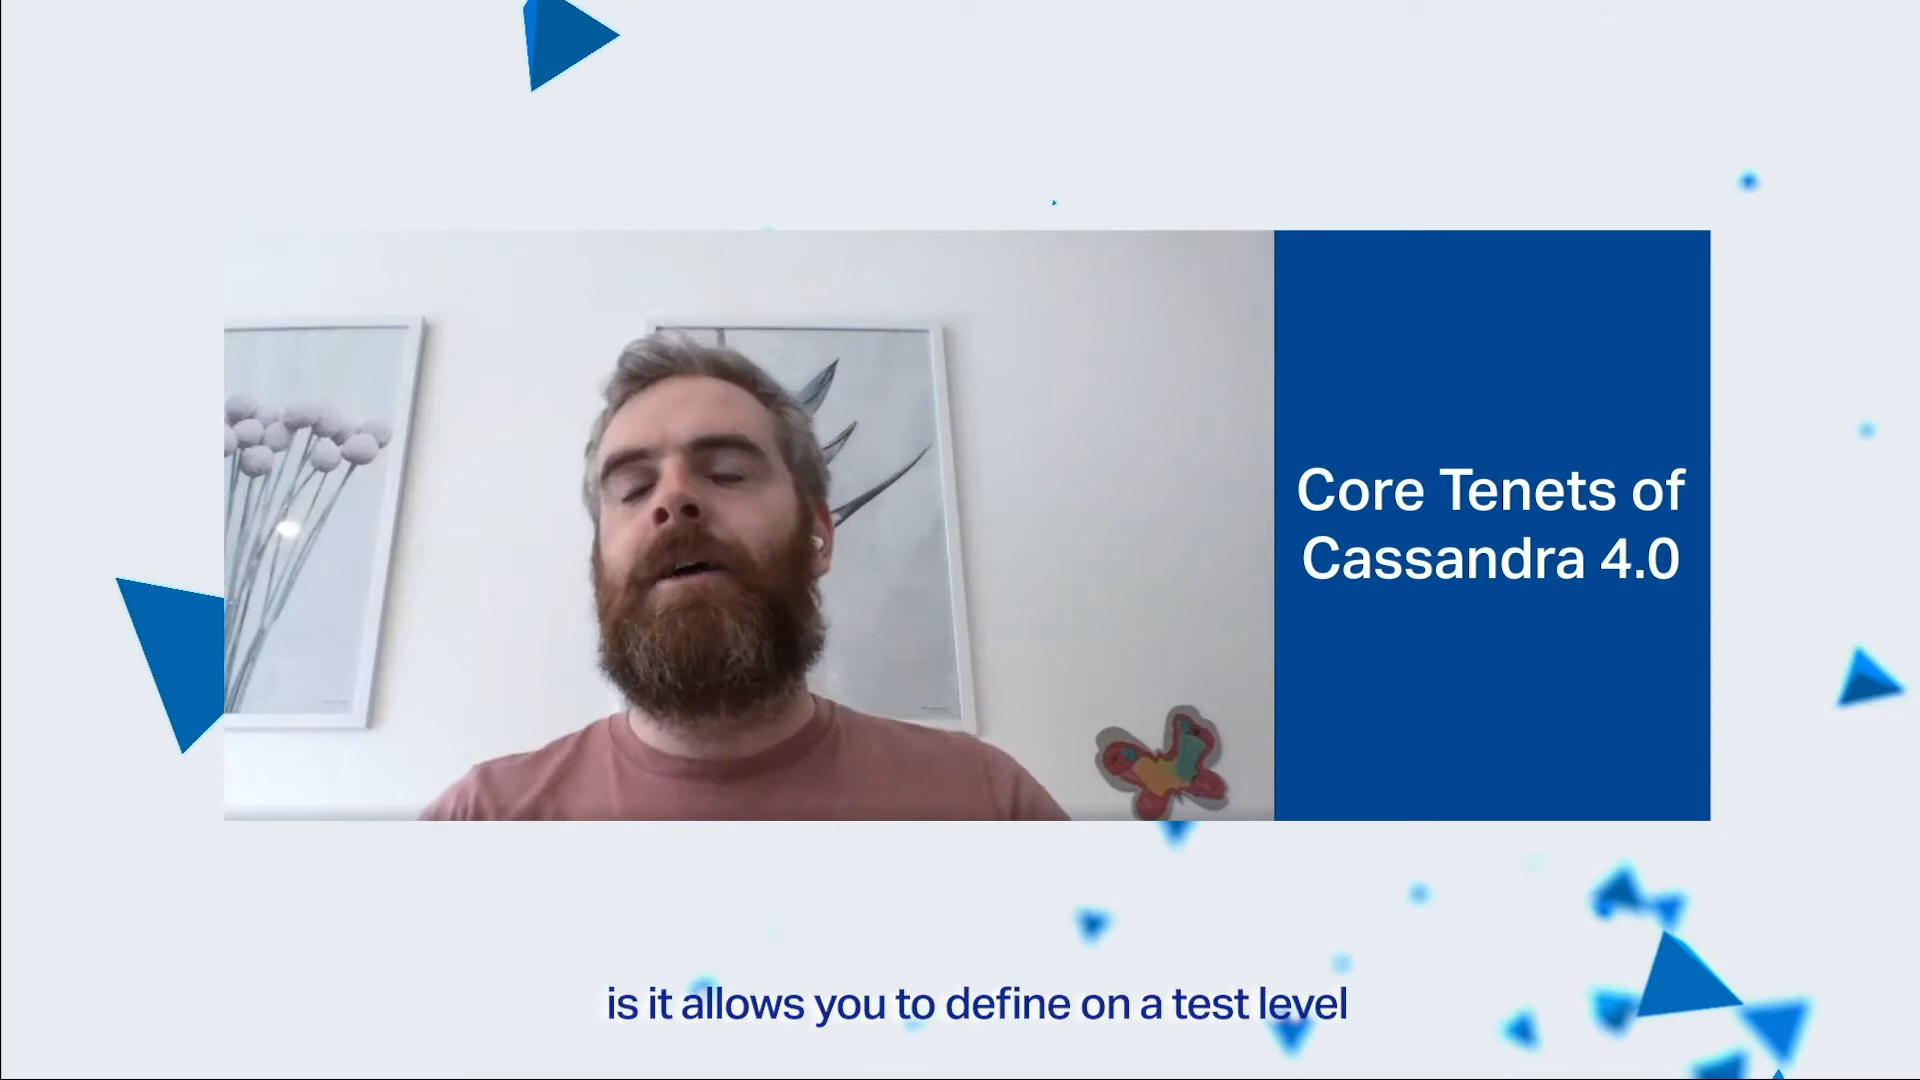 Core Tenets of
Cassandra 4.0
is it allows you to define on a test level